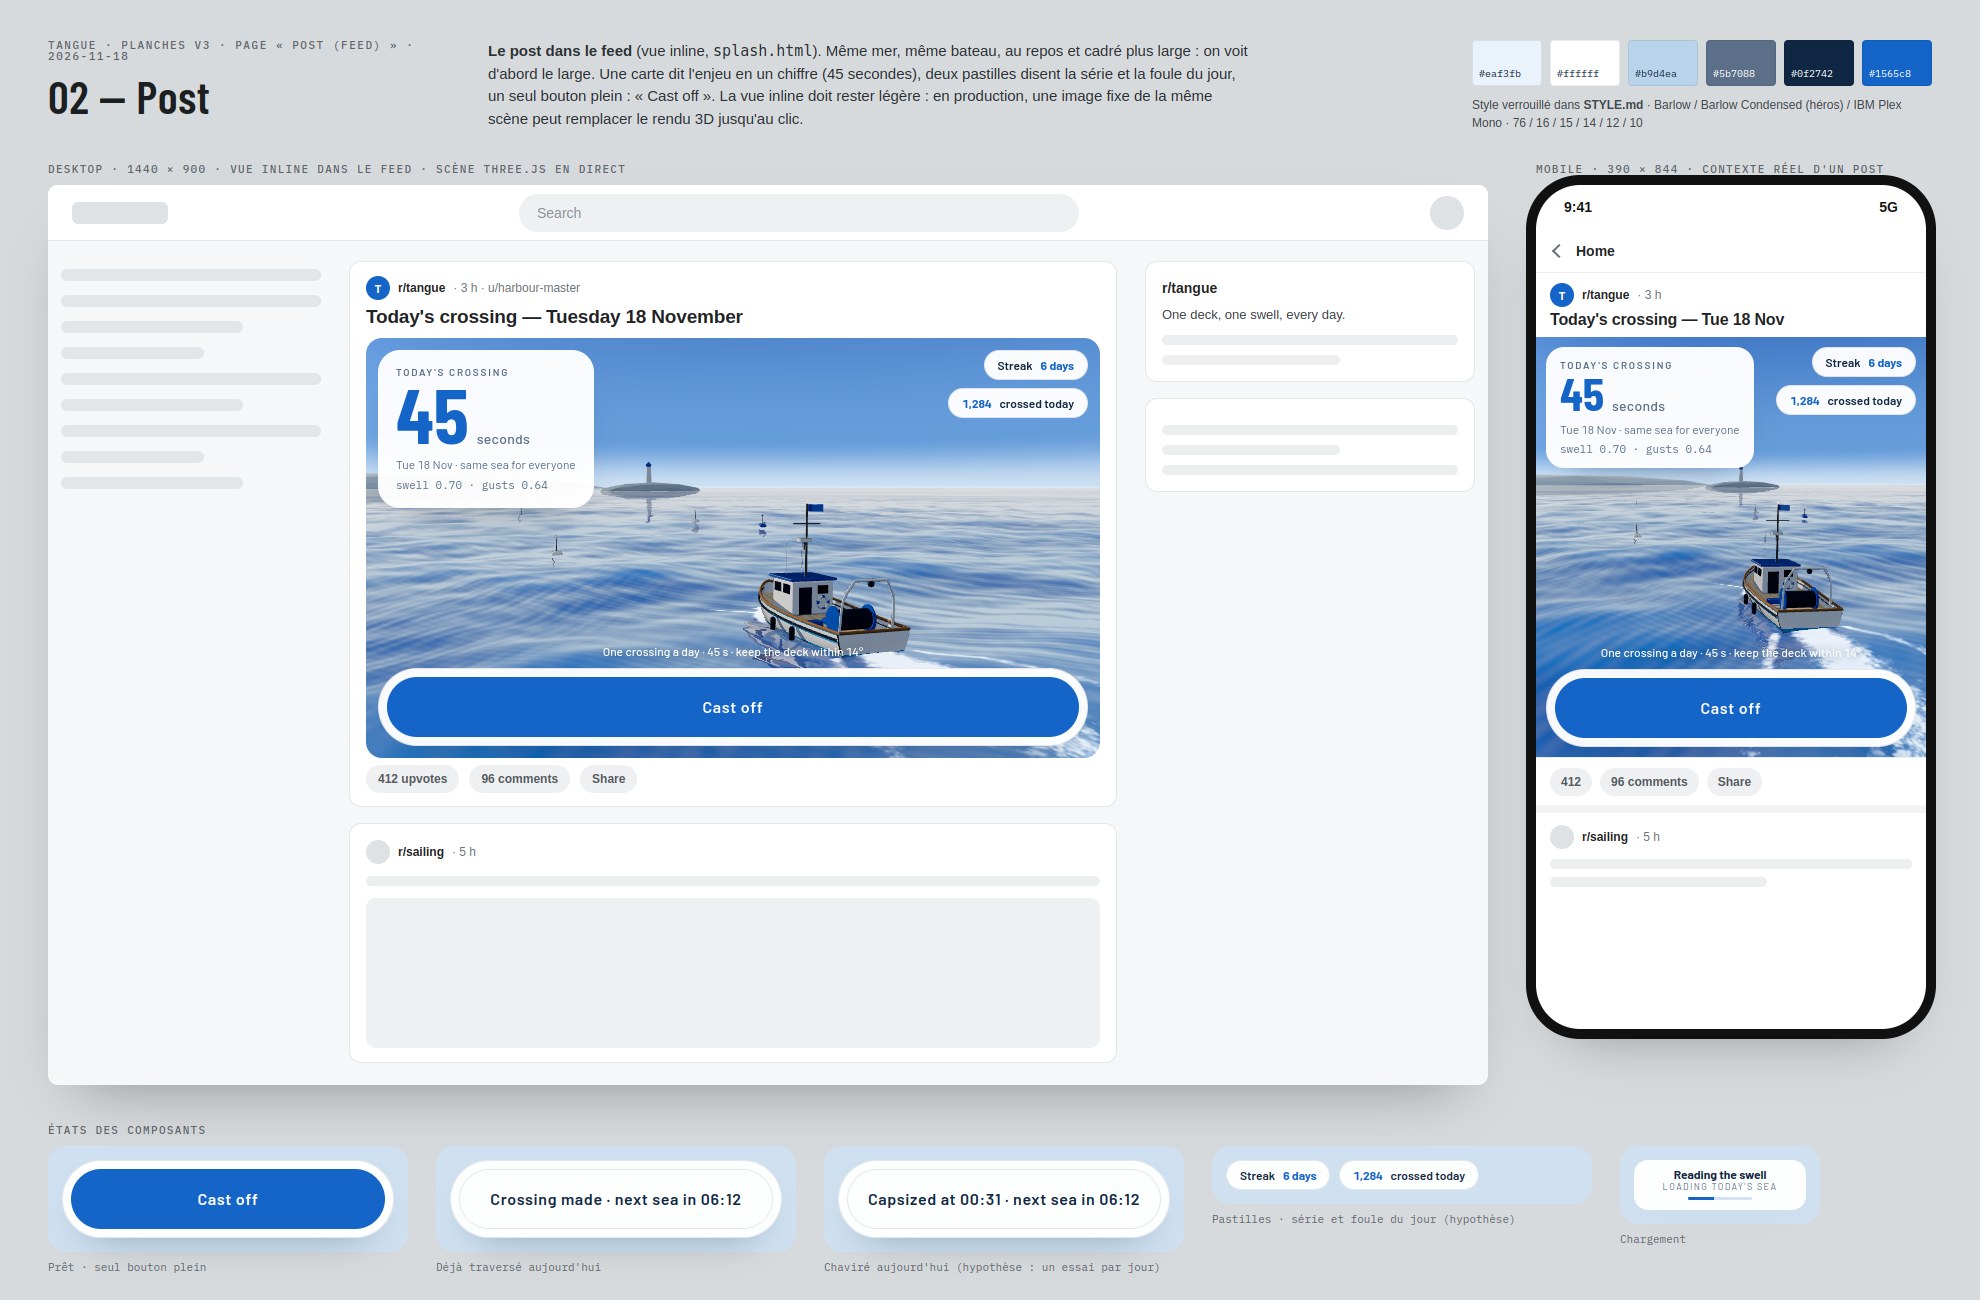 TANGUE · PLANCHES V3 · PAGE « POST (FEED) » ·
2026-11-18
02 — Post
Le post dans le feed (vue inline, splash.html). Même mer, même bateau, au repos et cadré plus large : on voit
d'abord le large. Une carte dit l'enjeu en un chiffre (45 secondes), deux pastilles disent la série et la foule du jour,
un seul bouton plein : « Cast off ». La vue inline doit rester légère : en production, une image fixe de la même
scène peut remplacer le rendu 3D jusqu'au clic.
#eaf3fb
#ffffff
#b9d4ea
#5b7088
#0f2742
#1565c8
Style verrouillé dans STYLE.md · Barlow / Barlow Condensed (héros) / IBM Plex
Mono · 76 / 16 / 15 / 14 / 12 / 10
DESKTOP · 1440 × 900 · VUE INLINE DANS LE FEED · SCÈNE THREE.JS EN DIRECT
Search
T r/tangue · 3 h · u/harbour-master
Today's crossing — Tuesday 18 November
TODAY'S CROSSING
45 seconds
Tue 18 Nov · same sea for everyone
swell 0.70 · gusts 0.64
Streak 6 days
1,284 crossed today
One crossing a day · 45 s · keep the deck within 14°
Cast off
412 upvotes
96 comments
Share
r/sailing · 5 h
r/tangue
One deck, one swell, every day.
MOBILE · 390 × 844 · CONTEXTE RÉEL D'UN POST
9:41
5G
Home
T r/tangue · 3 h
Today's crossing — Tue 18 Nov
TODAY'S CROSSING
45 seconds
Tue 18 Nov · same sea for everyone
swell 0.70 · gusts 0.64
Streak 6 days
1,284 crossed today
One crossing a day · 45 s · keep the deck within 14°
Cast off
412
96 comments
Share
r/sailing · 5 h
ÉTATS DES COMPOSANTS
Cast off
Prêt · seul bouton plein
Crossing made · next sea in 06:12
Déjà traversé aujourd'hui
Capsized at 00:31 · next sea in 06:12
Chaviré aujourd'hui (hypothèse : un essai par jour)
Streak 6 days
1,284 crossed today
Pastilles · série et foule du jour (hypothèse)
Reading the swell
LOADING TODAY'S SEA
Chargement